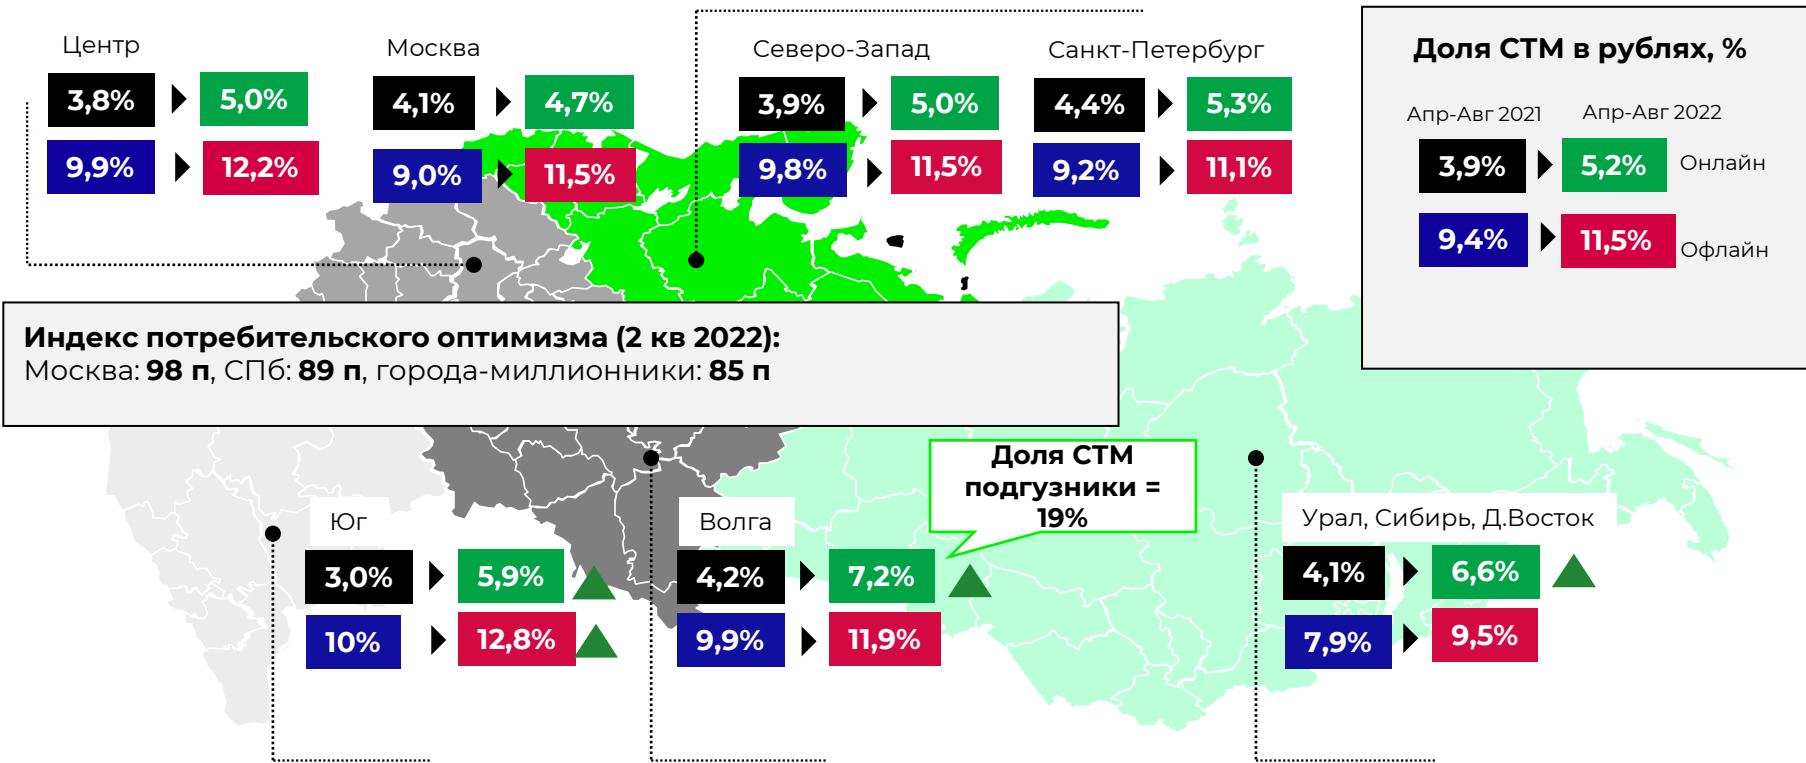 Центр
3,8% 5,0%
9,9% 12,2%
Москва
4,1% 4,7%
9,0% 11,5%
Северо-Запад
3,9% 5,0%
9,8% 11,5%
Санкт-Петербург
4,4% 5,3%
9,2% 11,1%
Доля СТМ в рублях, %
Апр-Авг 2021 Апр-Авг 2022
3,9% 5,2% Онлайн
9,4% 11,5% Офлайн
Индекс потребительского оптимизма (2 кв 2022):
Москва: 98 п, СПб: 89 п, города-миллионники: 85 п
Доля СТМ
подгузники =
19%
Юг
3,0% 5,9%
10% 12,8%
Волга
4,2% 7,2%
9,9% 11,9%
Урал, Сибирь, Д.Восток
4,1% 6,6%
7,9% 9,5%